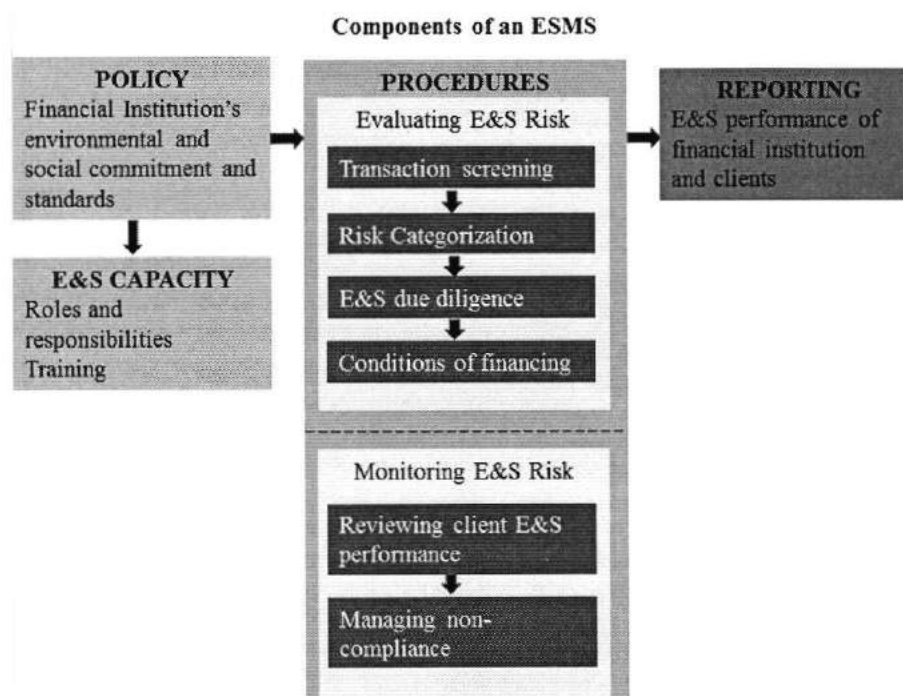 Components of an ESMS
POLICY
Financial Institution's
environmental and
social commitment and
standards
E&S CAPACITY
Roles and
responsibilities
Training
PROCEDURES
Evaluating E&S Risk
Transaction screening
Risk Categorization
E&S due diligence
Conditions of financing
Monitoring E&S Risk
Reviewing client E&S
performance
Managing non-
compliance
REPORTING
E&S performance of
financial institution
and clients